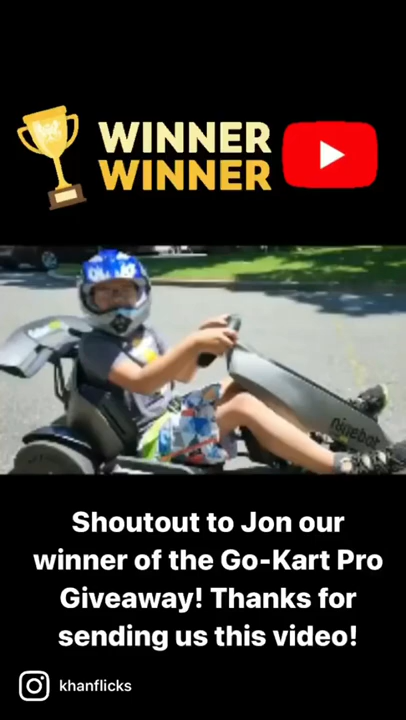 WINNER
WINNER
ninebot
Shoutout to Jon our
winner of the Go-Kart Pro
Giveaway! Thanks for
sending us this video!
khanflicks